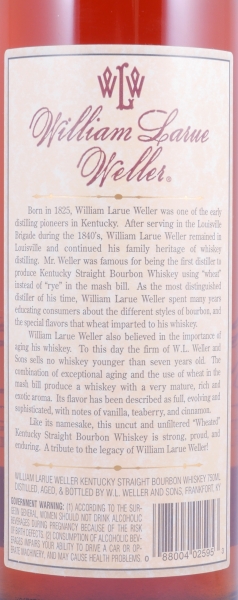 WLW
William Larue
Weller®
Born in 1825, William Larue Weller was one of the early
distilling pioneers in Kentucky. After serving in the Louisville
Brigade during the 1840's, William Larue Weller remained in
Louisville and continued his family heritage of whiskey
distilling. Mr. Weller was famous for being the first distiller to
produce Kentucky Straight Bourbon Whiskey using "wheat"
instead of "rye" in the mash bill. As the most distinguished
distiller of his time, William Larue Weller spent many years
educating consumers about the different styles of bourbon, and
the special flavors that wheat imparted to his whiskey.
William Larue Weller also believed in the importance of
aging his whiskey. To this day the firm of W.L. Weller and
Sons sells no whiskey younger than seven years old. The
combination of exceptional aging and the use of wheat in the
mash bill produce a whiskey with a very mature, rich and
exotic aroma. Its flavor has been described as full, evolving and
sophisticated, with notes of vanilla, teaberry, and cinnamon.
Like its namesake, this uncut and unfiltered "Wheated"
Kentucky Straight Bourbon Whiskey is strong, proud, and
enduring. A tribute to the legacy of William Larue Weller!
WILLIAM LARUE WELLER KENTUCKY STRAIGHT BOURBON WHISKEY 750ML
DISTILLED, AGED, & BOTTLED BY W.L. WELLER AND SONS, FRANKFORT, KY
GOVERNMENT WARNING: (1) ACCORDING TO THE SUR-
GEON GENERAL, WOMEN SHOULD NOT DRINK ALCOHOLIC
BEVERAGES DURING PREGNANCY BECAUSE OF THE RISK
OF BIRTH DEFECTS. (2) CONSUMPTION OF ALCOHOLIC BEV-
ERAGES IMPAIRS YOUR ABILITY TO DRIVE A CAR OR OP-
ERATE MACHINERY, AND MAY CAUSE HEALTH PROBLEMS.
0 88004 02595 3